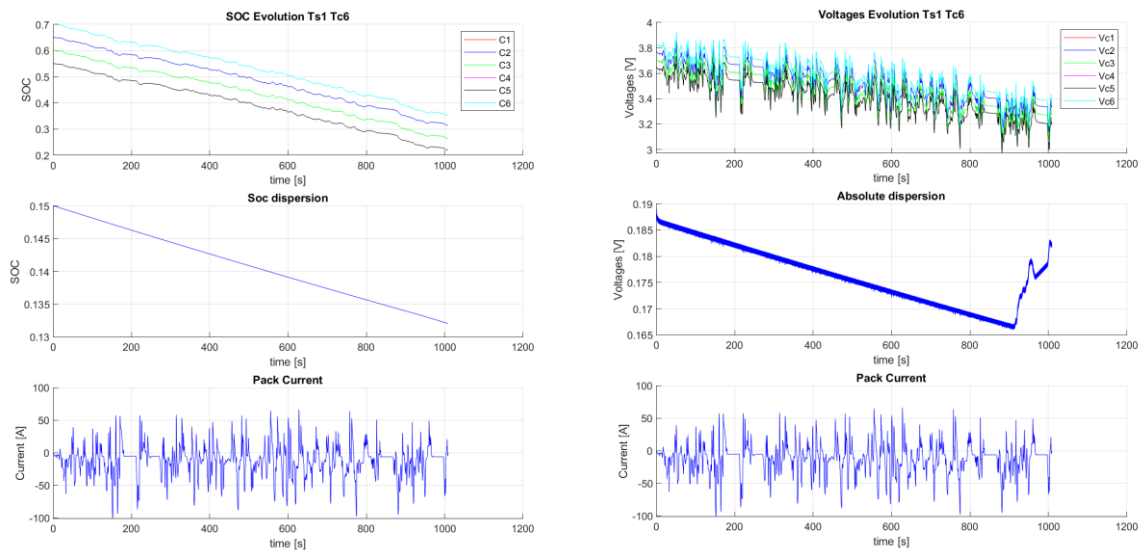 SOC Evolution Ts1 Tc6
0.7
0.6
0.5
0.4
0.3
0.2
SOC
C1
C2
C3
C4
C5
C6
0 200 400 600 800 1000 1200
time [s]
Soc dispersion
0.15
0.145
0.14
0.135
0.13
SOC
0 200 400 600 800 1000 1200
time [s]
Pack Current
100
50
0
-50
-100
Current [A]
0 200 400 600 800 1000 1200
time [s]
Voltages Evolution Ts1 Tc6
4
3.8
3.6
3.4
3.2
3
Voltages [V]
Vc1
Vc2
Vc3
Vc4
Vc5
Vc6
0 200 400 600 800 1000 1200
time [s]
Absolute dispersion
0.19
0.185
0.18
0.175
0.17
0.165
Voltages [V]
0 200 400 600 800 1000 1200
time [s]
Pack Current
100
50
0
-50
-100
Current [A]
0 200 400 600 800 1000 1200
time [s]